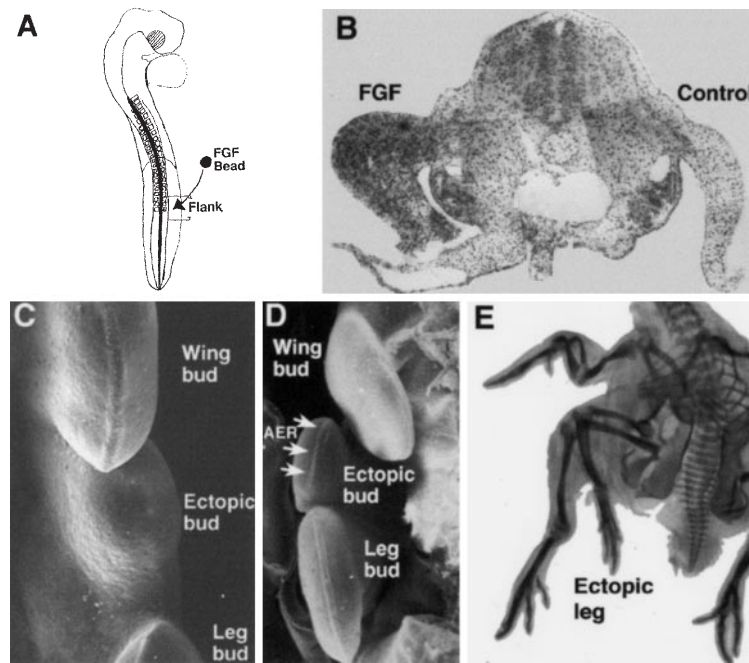 A
FGF
Bead
Flank
B
FGF
Control
C
Wing
bud
Ectopic
bud
Leg
bud
D
Wing
bud
AER
Ectopic
bud
Leg
bud
E
Ectopic
leg